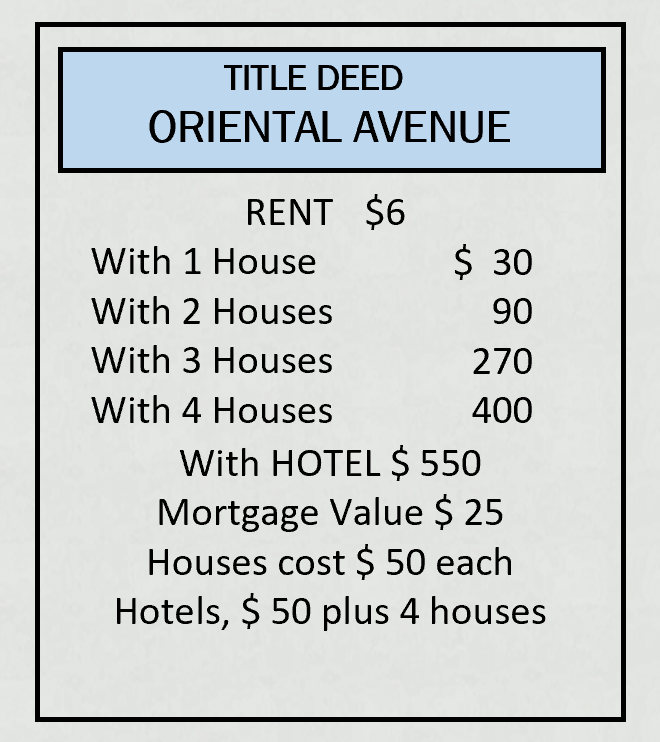 TITLE DEED
ORIENTAL AVENUE
RENT $6
With 1 House $ 30
With 2 Houses 90
With 3 Houses 270
With 4 Houses 400
With HOTEL $ 550
Mortgage Value $ 25
Houses cost $ 50 each
Hotels, $ 50 plus 4 houses